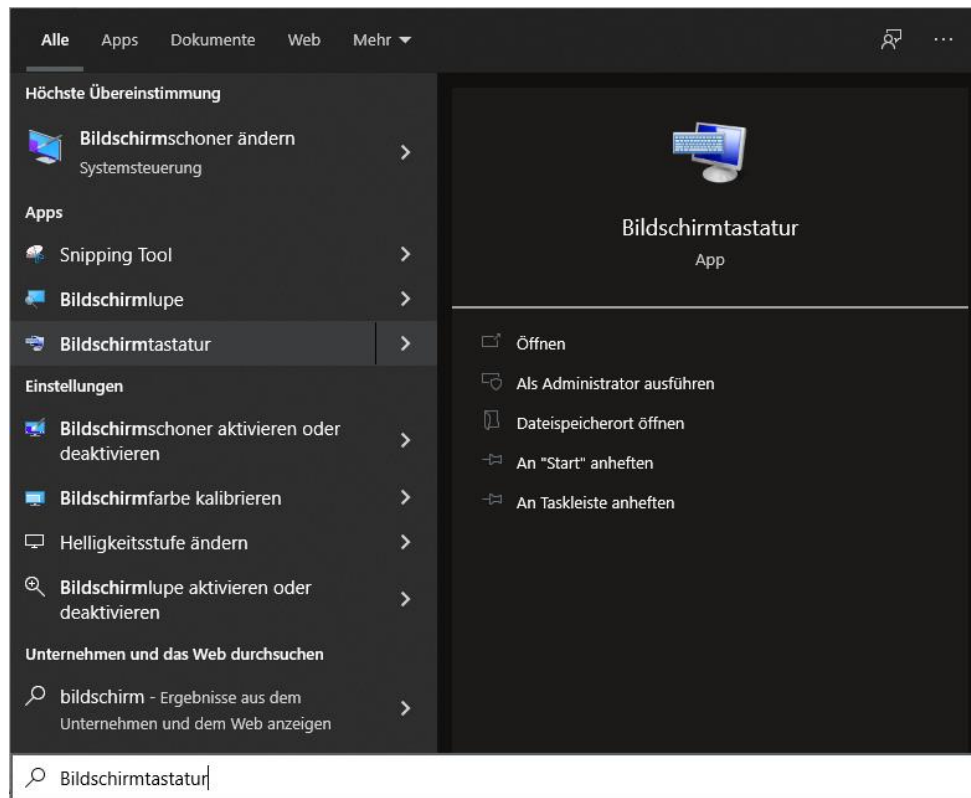 Alle Apps Dokumente Web Mehr
Höchste Übereinstimmung
Bildschirmschoner ändern
Systemsteuerung
Apps
Snipping Tool
Bildschirmlupe
Bildschirmtastatur
Einstellungen
Bildschirmschoner aktivieren oder
deaktivieren
Bildschirmfarbe kalibrieren
Helligkeitsstufe ändern
Bildschirmlupe aktivieren oder
deaktivieren
Unternehmen und das Web durchsuchen
bildschirm - Ergebnisse aus dem
Unternehmen und dem Web anzeigen
Bildschirmtastatur
App
Öffnen
Als Administrator ausführen
Dateispeicherort öffnen
An "Start" anheften
An Taskleiste anheften
Bildschirmtastatur